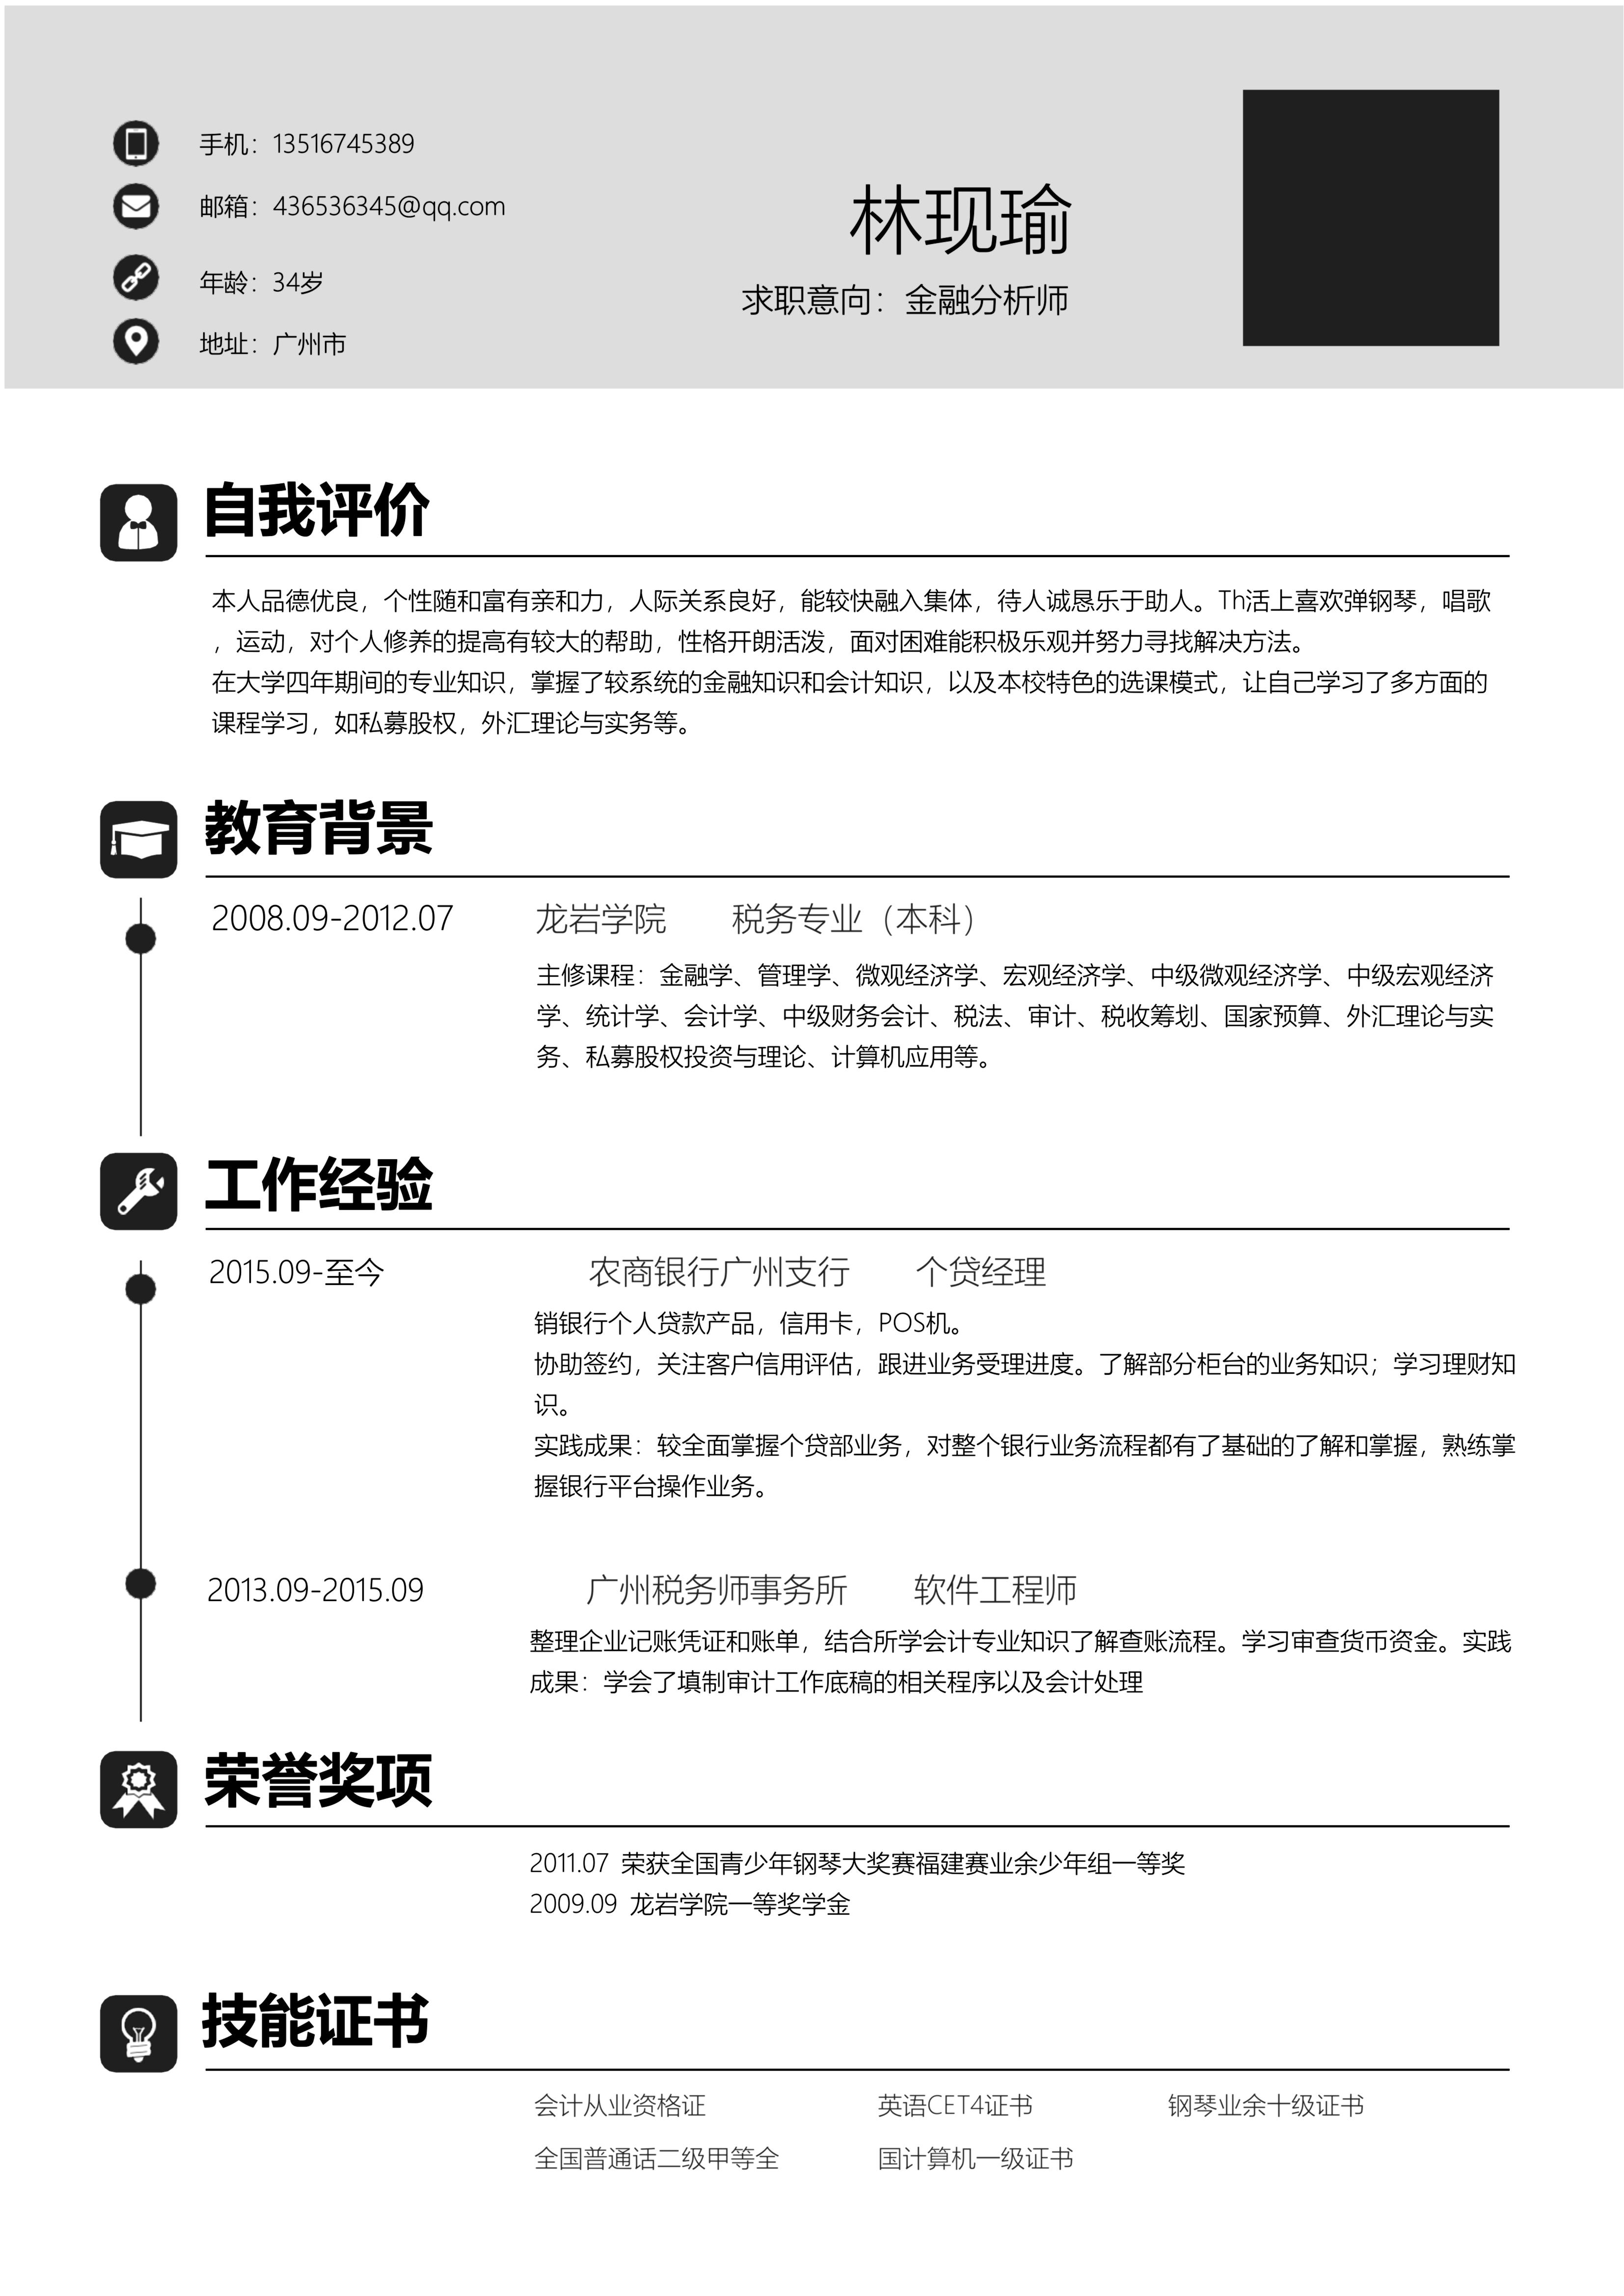 手机：13516745389
邮箱：436536345@qq.com
年龄：34岁
地址：广州市
林现瑜
求职意向：金融分析师
自我评价
本人品德优良，个性随和富有亲和力，人际关系良好，能较快融入集体，待人诚恳乐于助人。Th活上喜欢弹钢琴，唱歌
，运动，对个人修养的提高有较大的帮助，性格开朗活泼，面对困难能积极乐观并努力寻找解决方法。
在大学四年期间的专业知识，掌握了较系统的金融知识和会计知识，以及本校特色的选课模式，让自己学习了多方面的
课程学习，如私募股权，外汇理论与实务等。
教育背景
2008.09-2012.07 龙岩学院 税务专业（本科）
主修课程：金融学、管理学、微观经济学、宏观经济学、中级微观经济学、中级宏观经济
学、统计学、会计学、中级财务会计、税法、审计、税收筹划、国家预算、外汇理论与实
务、私募股权投资与理论、计算机应用等。
工作经验
2015.09-至今 农商银行广州支行 个贷经理
销银行个人贷款产品，信用卡，POS机。
协助签约，关注客户信用评估，跟进业务受理进度。了解部分柜台的业务知识；学习理财知
识。
实践成果：较全面掌握个贷部业务，对整个银行业务流程都有了基础的了解和掌握，熟练掌
握银行平台操作业务。
2013.09-2015.09 广州税务师事务所 软件工程师
整理企业记账凭证和账单，结合所学会计专业知识了解查账流程。学习审查货币资金。实践
成果：学会了填制审计工作底稿的相关程序以及会计处理
荣誉奖项
2011.07 荣获全国青少年钢琴大奖赛福建赛业余少年组一等奖
2009.09 龙岩学院一等奖学金
技能证书
会计从业资格证 英语CET4证书 钢琴业余十级证书
全国普通话二级甲等全 国计算机一级证书